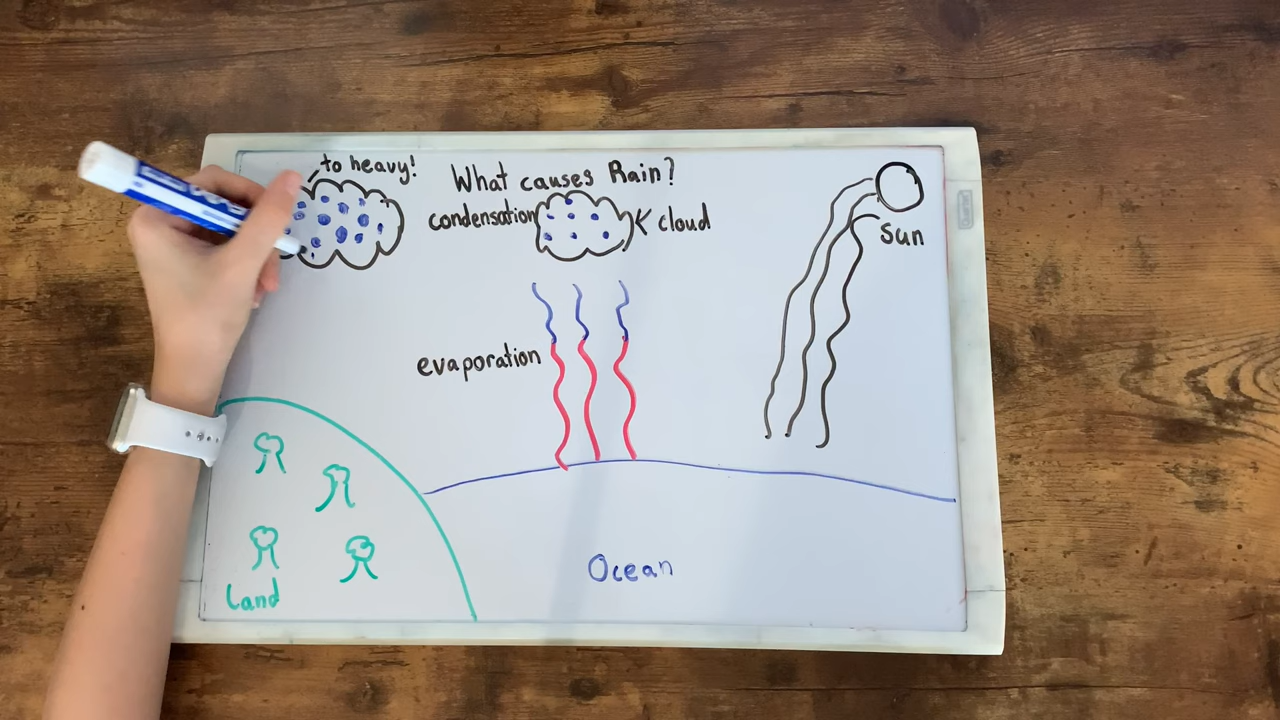 to heavy!
What causes Rain?
condensation
cloud
Sun
evaporation
Ocean
Land